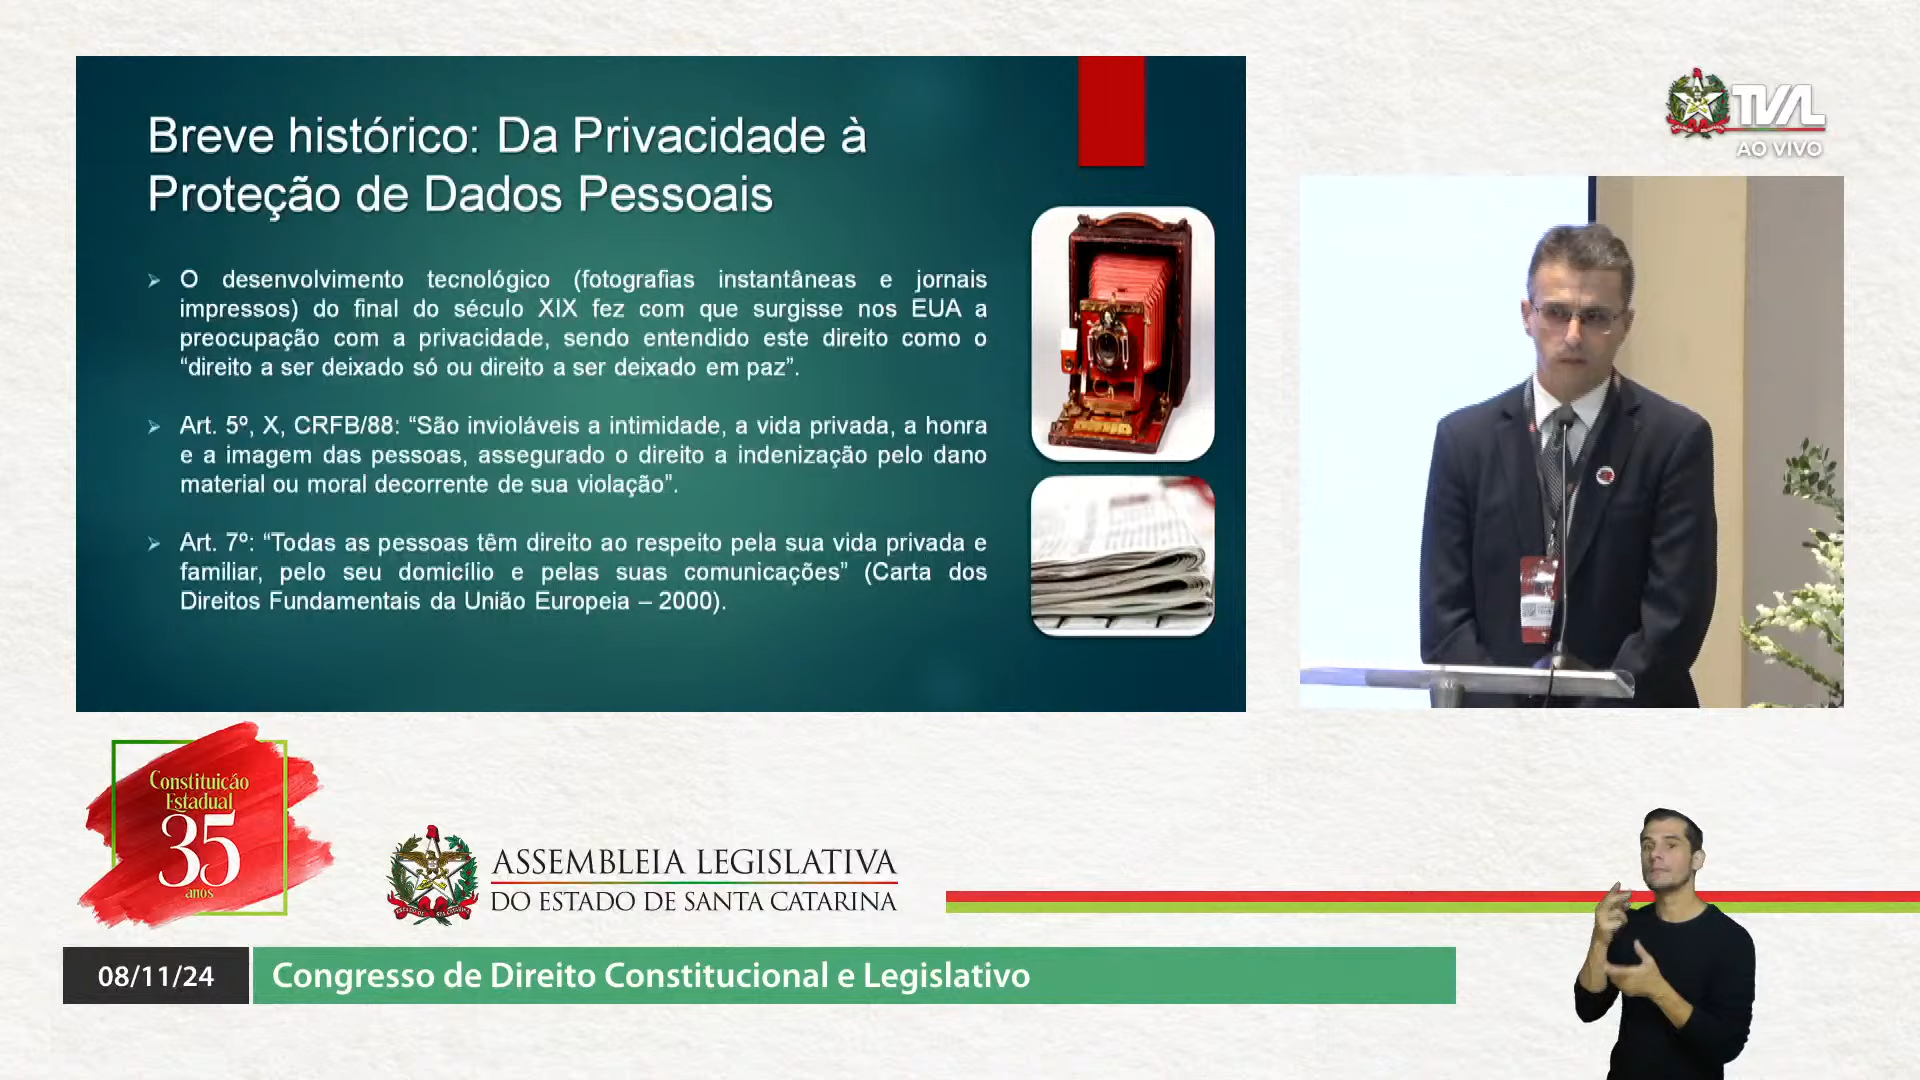 Breve histórico: Da Privacidade à
Proteção de Dados Pessoais
O desenvolvimento tecnológico (fotografias instantâneas e jornais
impressos) do final do século XIX fez com que surgisse nos EUA a
preocupação com a privacidade, sendo entendido este direito como o
“direito a ser deixado só ou direito a ser deixado em paz”.
Art. 5º, X, CRFB/88: “São invioláveis a intimidade, a vida privada, a honra
e a imagem das pessoas, assegurado o direito a indenização pelo dano
material ou moral decorrente de sua violação”.
Art. 7º: “Todas as pessoas têm direito ao respeito pela sua vida privada e
familiar, pelo seu domicílio e pelas suas comunicações” (Carta dos
Direitos Fundamentais da União Europeia – 2000).
TVAL
AO VIVO
Constituição
Estadual
35
anos
ASSEMBLEIA LEGISLATIVA
DO ESTADO DE SANTA CATARINA
08/11/24
Congresso de Direito Constitucional e Legislativo